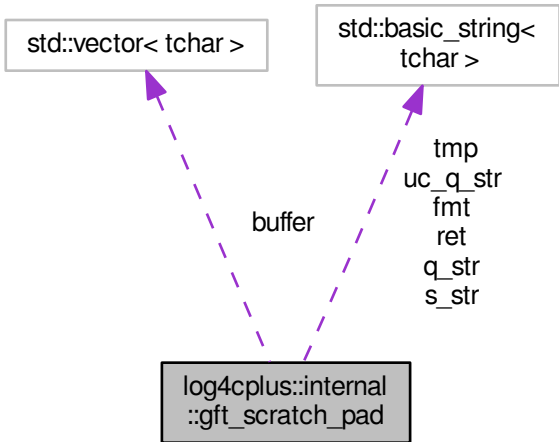 std::vector< tchar >
std::basic_string<
tchar >
tmp
uc_q_str
fmt
ret
q_str
s_str
buffer
log4cplus::internal
::gft_scratch_pad